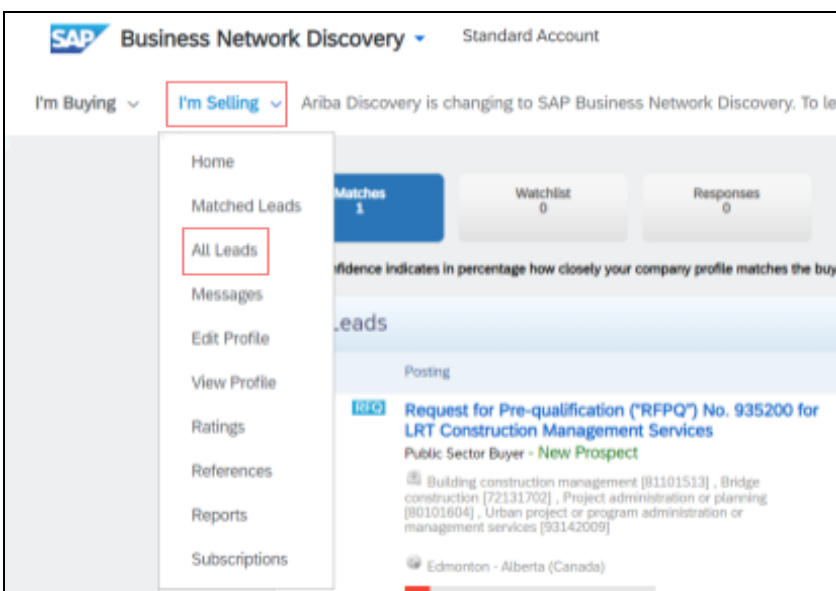 SAP Business Network Discovery Standard Account
I'm Buying I'm Selling Ariba Discovery is changing to SAP Business Network Discovery. To le
Home
Matched Leads
All Leads
Messages
Edit Profile
View Profile
Ratings
References
Reports
Subscriptions
Matches
1
Watchlist
0
Responses
0
nfidence indicates in percentage how closely your company profile matches the buy
Leads
Posting
RFQ
Request for Pre-qualification ("RFPQ") No. 935200 for
LRT Construction Management Services
Public Sector Buyer - New Prospect
Building construction management [81101513] , Bridge
construction [72131702] , Project administration or planning
[80101604] , Urban project or program administration or
management services [93142009]
Edmonton - Alberta (Canada)